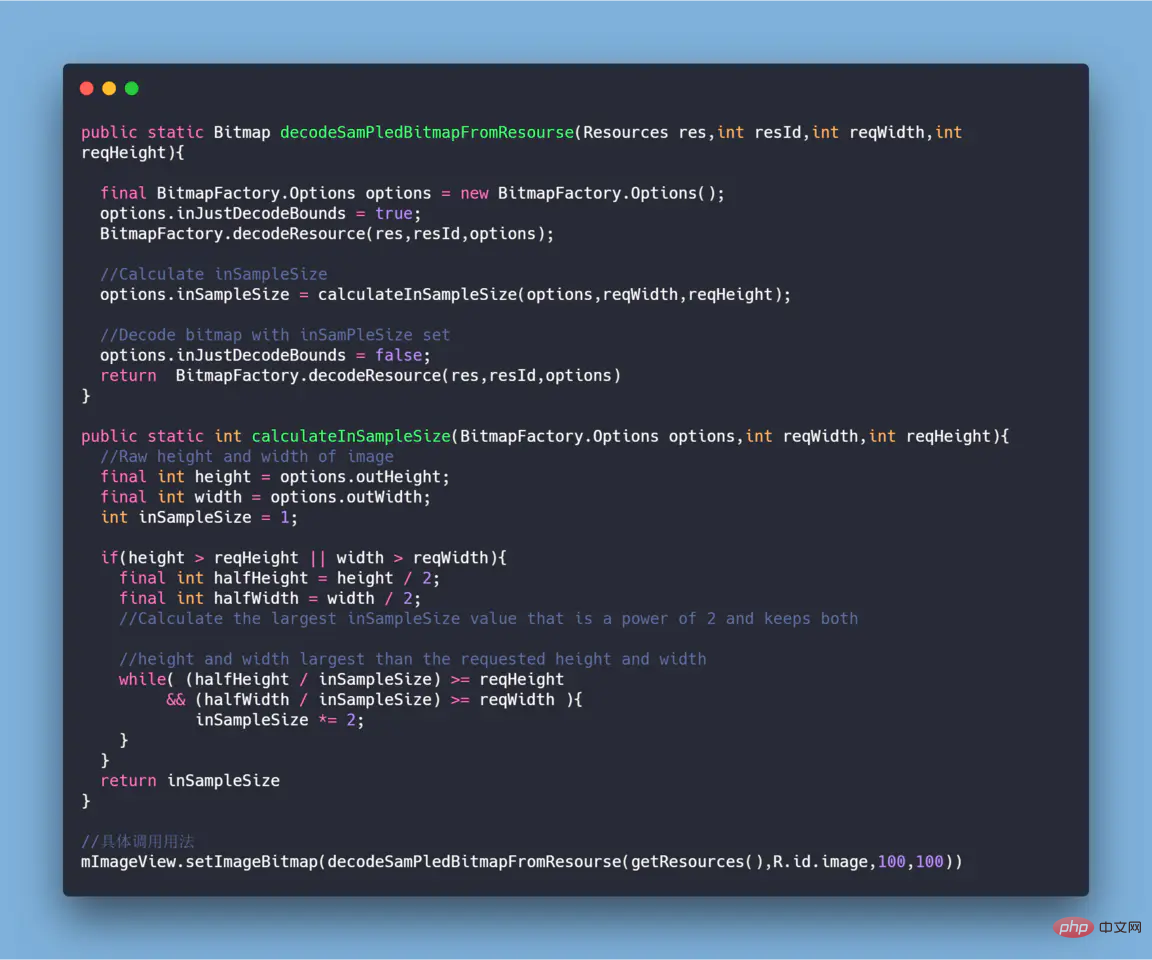 public static Bitmap decodeSamPledBitmapFromResourse(Resources res,int resId,int reqWidth,int
reqHeight){
  final BitmapFactory.Options options = new BitmapFactory.Options();
  options.inJustDecodeBounds = true;
  BitmapFactory.decodeResource(res,resId,options);
  //Calculate inSampleSize
  options.inSampleSize = calculateInSampleSize(options,reqWidth,reqHeight);
  //Decode bitmap with inSamPleSize set
  options.inJustDecodeBounds = false;
  return  BitmapFactory.decodeResource(res,resId,options)
}
public static int calculateInSampleSize(BitmapFactory.Options options,int reqWidth,int reqHeight){
  //Raw height and width of image
  final int height = options.outHeight;
  final int width = options.outWidth;
  int inSampleSize = 1;
  if(height > reqHeight || width > reqWidth){
    final int halfHeight = height / 2;
    final int halfWidth = width / 2;
    //Calculate the largest inSampleSize value that is a power of 2 and keeps both
    //height and width largest than the requested height and width
    while( (halfHeight / inSampleSize) >= reqHeight
         && (halfWidth / inSampleSize) >= reqWidth ){
            inSampleSize *= 2;
    }
  }
  return inSampleSize
}
//具体调用用法
mImageView.setImageBitmap(decodeSamPledBitmapFromResourse(getResources(),R.id.image,100,100))
php 中文网